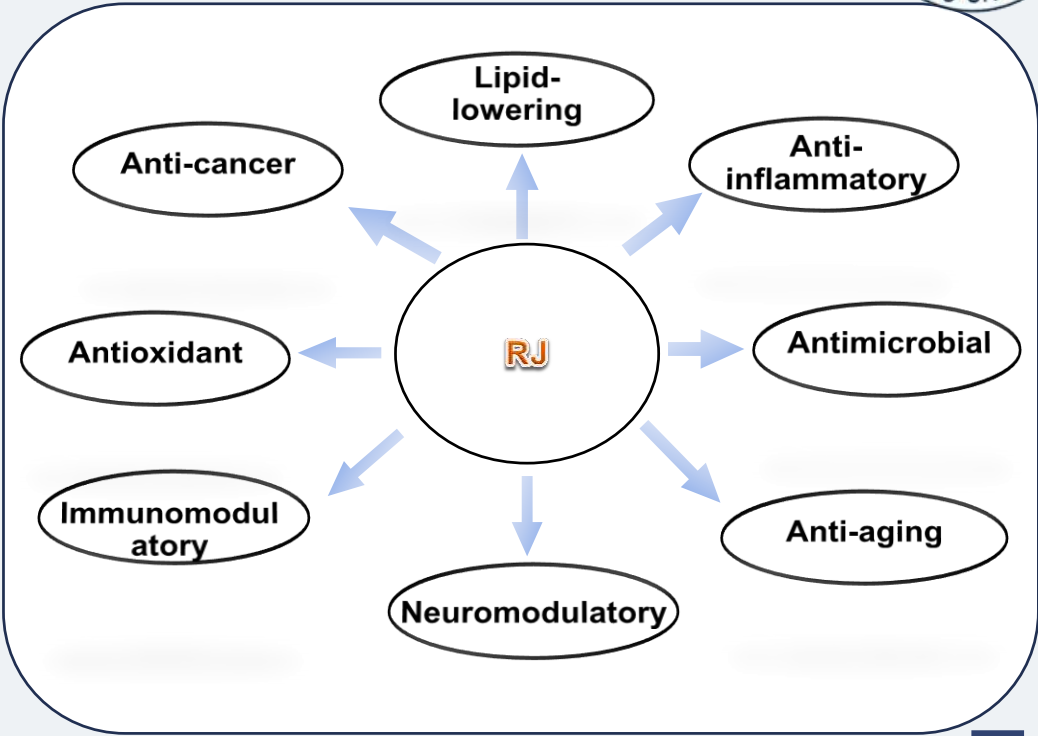 Lipid-
lowering
Anti-cancer
Anti-
inflammatory
RJ
Antioxidant
Antimicrobial
Immunomodul
atory
Anti-aging
Neuromodulatory